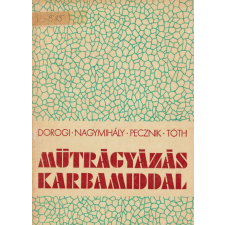 DOROGI · NAGYMIHÁLY · PECZNIK · TÓTH
MŰTRÁGYÁZÁS
KARBAMIDDAL